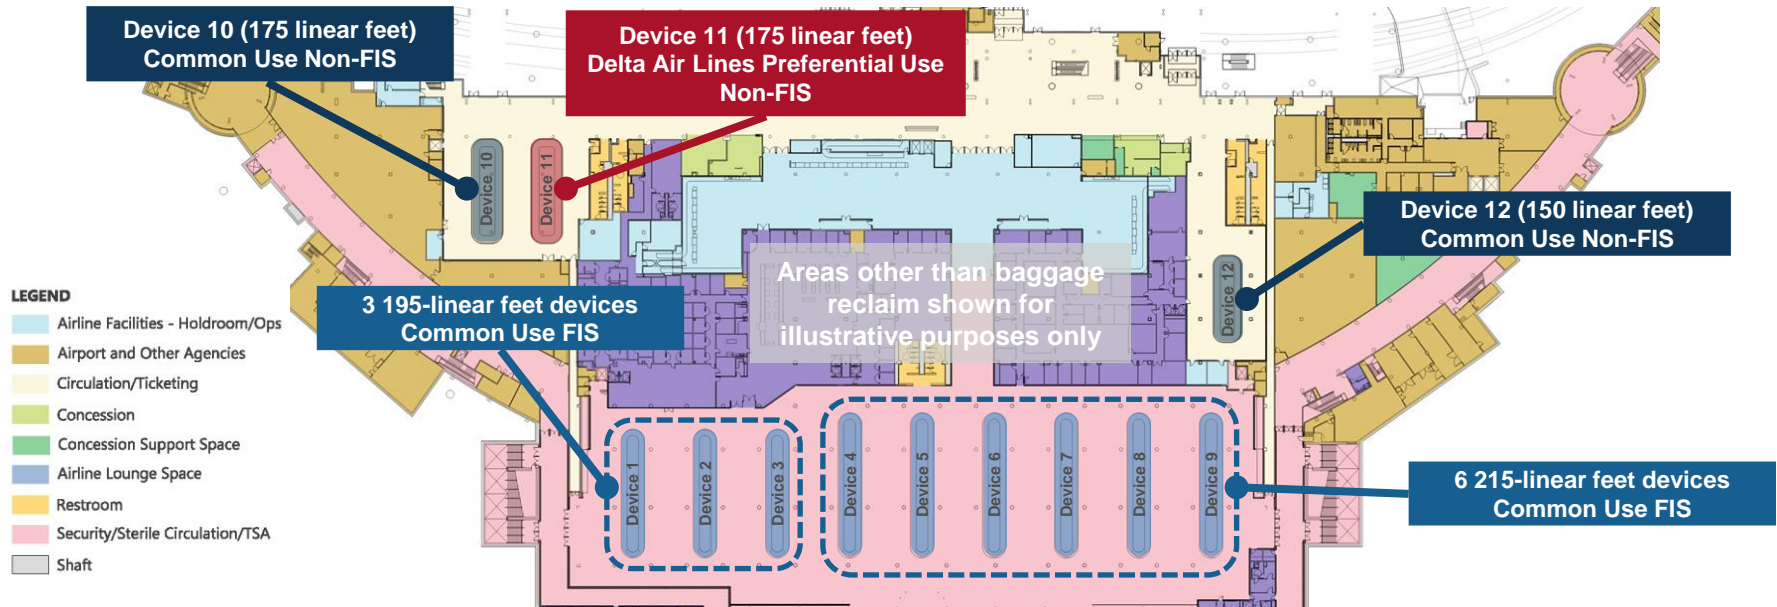 Device 10 (175 linear feet)
Common Use Non-FIS
Device 11 (175 linear feet)
Delta Air Lines Preferential Use
Non-FIS
Device 10
Device 11
Device 12 (150 linear feet)
Common Use Non-FIS
Device 12
Areas other than baggage
reclaim shown for
illustrative purposes only
3 195-linear feet devices
Common Use FIS
LEGEND
Airline Facilities - Holdroom/Ops
Airport and Other Agencies
Circulation/Ticketing
Concession
Concession Support Space
Airline Lounge Space
Restroom
Security/Sterile Circulation/TSA
Shaft
Device 1
Device 2
Device 3
Device 4
Device 5
Device 6
Device 7
Device 8
Device 9
6 215-linear feet devices
Common Use FIS